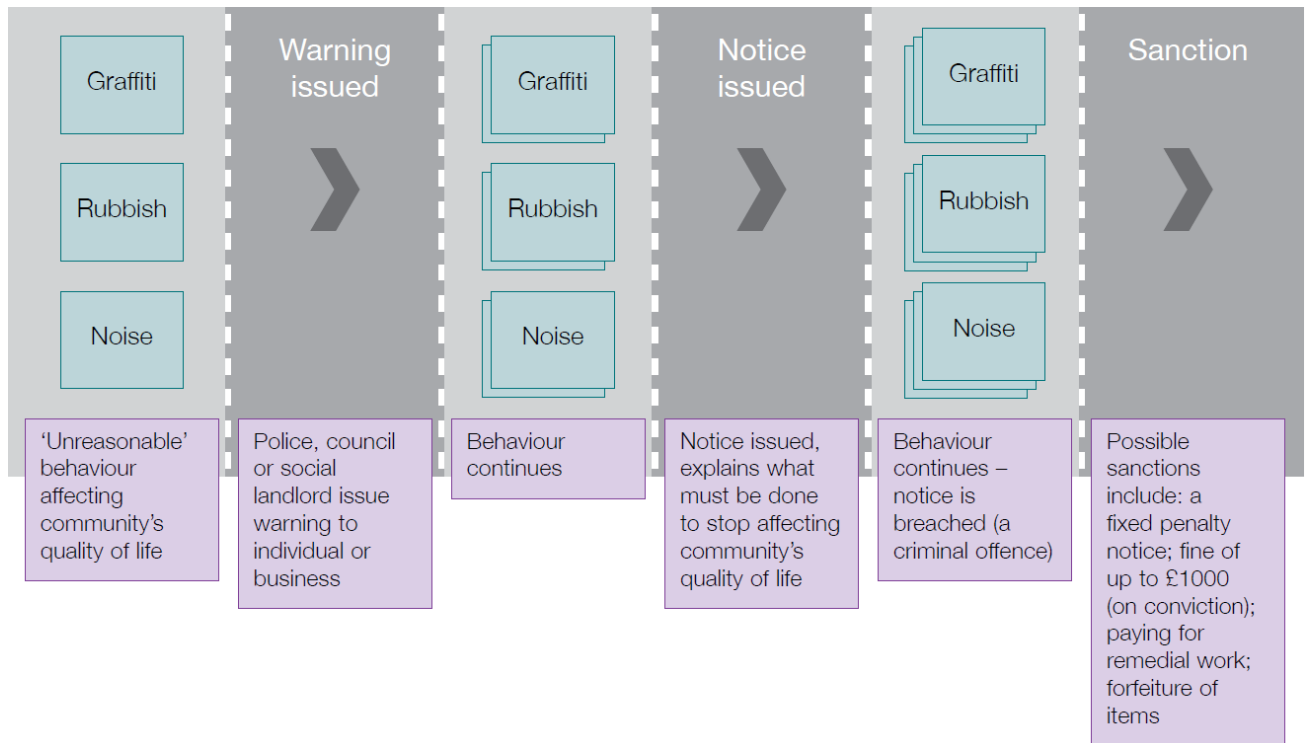 Graffiti
Rubbish
Noise
Warning
issued
Graffiti
Rubbish
Noise
Notice
issued
Graffiti
Rubbish
Noise
Sanction
‘Unreasonable’
behaviour
affecting
community’s
quality of life
Police, council
or social
landlord issue
warning to
individual or
business
Behaviour
continues
Notice issued,
explains what
must be done
to stop affecting
community’s
quality of life
Behaviour
continues –
notice is
breached (a
criminal offence)
Possible
sanctions
include: a
fixed penalty
notice; fine of
up to £1000
(on conviction);
paying for
remedial work;
forfeiture of
items